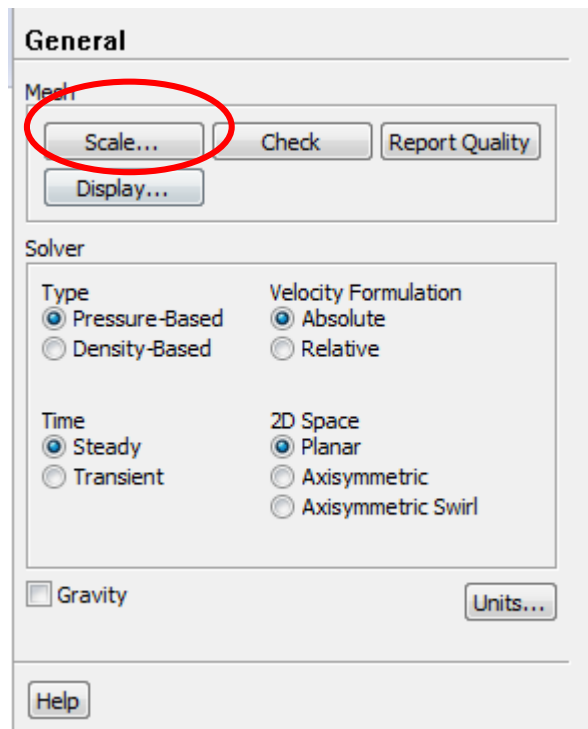 General
Mesh
Scale... Check Report Quality
Display...
Solver
Type Velocity Formulation
Pressure-Based Absolute
Density-Based Relative
Time 2D Space
Steady Planar
Transient Axisymmetric
Axisymmetric Swirl
Gravity Units...
Help